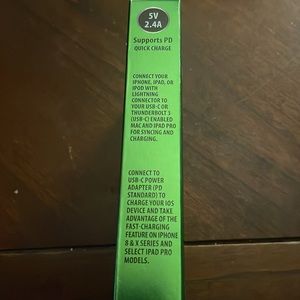 5V
2.4A
Supports PD
QUICK CHARGE
CONNECT YOUR
IPHONE, IPAD, OR
IPOD WITH
LIGHTNING
CONNECTOR TO
YOUR USB-C OR
THUNDERBOLT 3
(USB-C) ENABLED
MAC AND IPAD PRO
FOR SYNCING AND
CHARGING.
CONNECT TO
USB-C POWER
ADAPTER (PD
STANDARD) TO
CHARGE YOUR IOS
DEVICE AND TAKE
ADVANTAGE OF THE
FAST-CHARGING
FEATURE ON IPHONE
8 & X SERIES AND
SELECT IPAD PRO
MODELS.